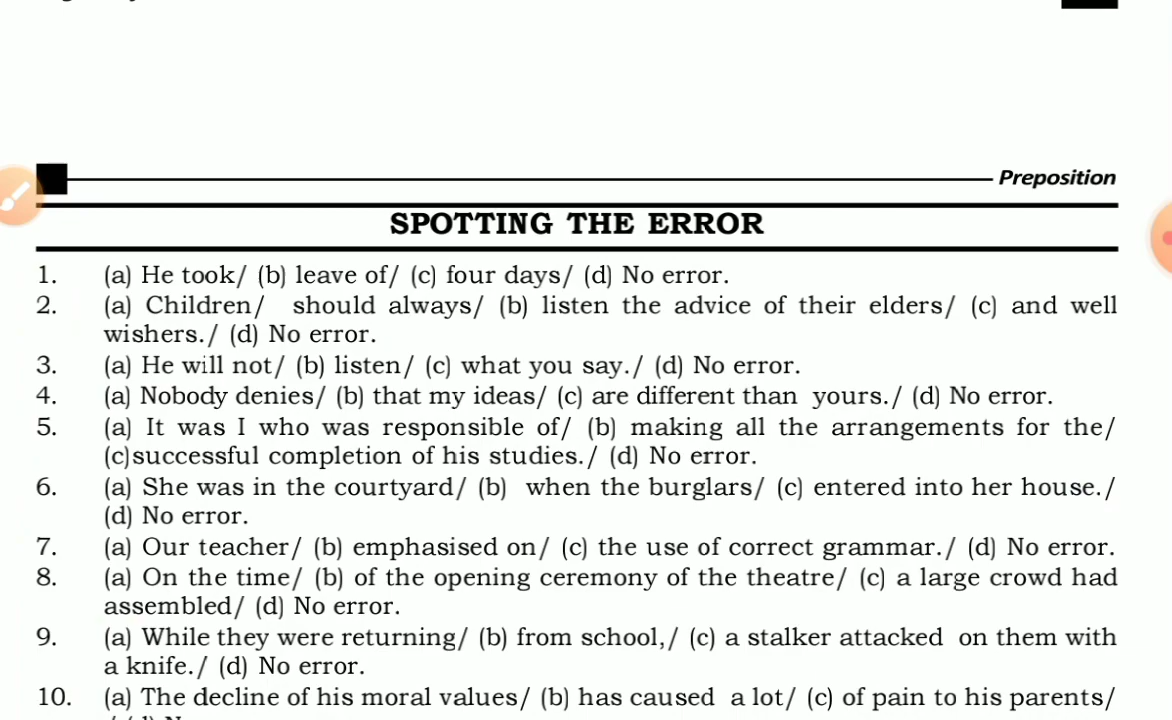 Preposition
SPOTTING THE ERROR
1. (a) He took/ (b) leave of/ (c) four days/ (d) No error.
2. (a) Children/ should always/ (b) listen the advice of their elders/ (c) and well
wishers./ (d) No error.
3. (a) He will not/ (b) listen/ (c) what you say./ (d) No error.
4. (a) Nobody denies/ (b) that my ideas/ (c) are different than yours./ (d) No error.
5. (a) It was I who was responsible of/ (b) making all the arrangements for the/
(c)successful completion of his studies./ (d) No error.
6. (a) She was in the courtyard/ (b) when the burglars/ (c) entered into her house./
(d) No error.
7. (a) Our teacher/ (b) emphasised on/ (c) the use of correct grammar./ (d) No error.
8. (a) On the time/ (b) of the opening ceremony of the theatre/ (c) a large crowd had
assembled/ (d) No error.
9. (a) While they were returning/ (b) from school,/ (c) a stalker attacked on them with
a knife./ (d) No error.
10. (a) The decline of his moral values/ (b) has caused a lot/ (c) of pain to his parents/